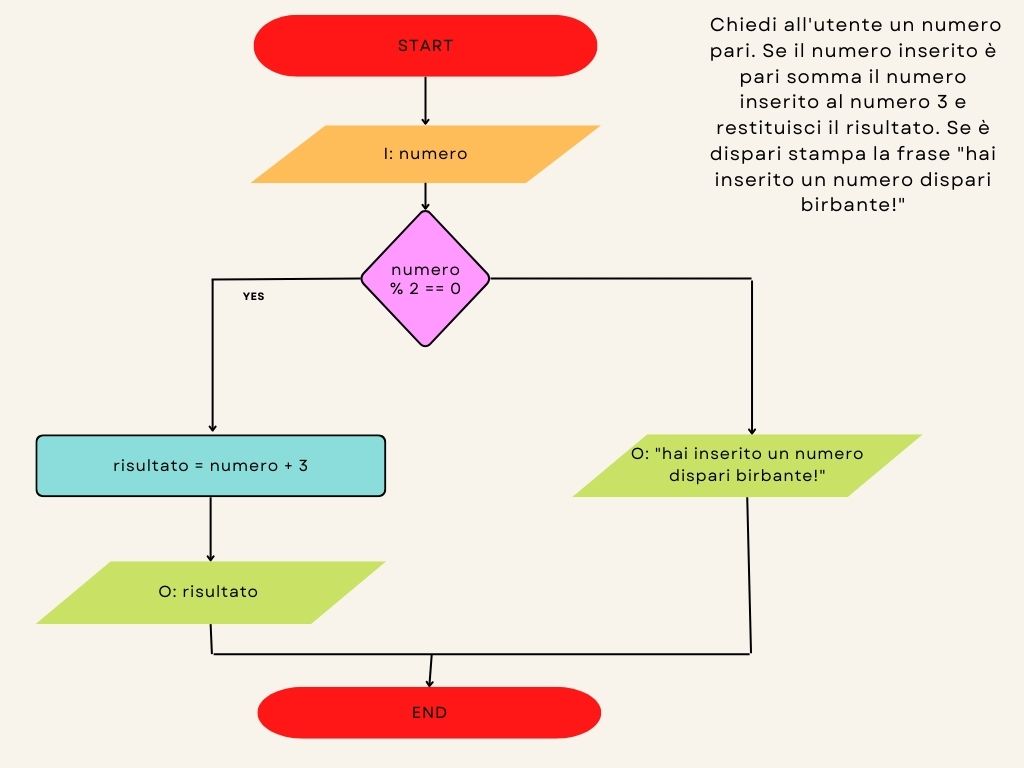 START
Chiedi all'utente un numero
pari. Se il numero inserito è
pari somma il numero
inserito al numero 3 e
restituisci il risultato. Se è
dispari stampa la frase "hai
inserito un numero dispari
birbante!"
I: numero
numero
% 2 == 0
YES
risultato = numero + 3
O: "hai inserito un numero
dispari birbante!"
O: risultato
END